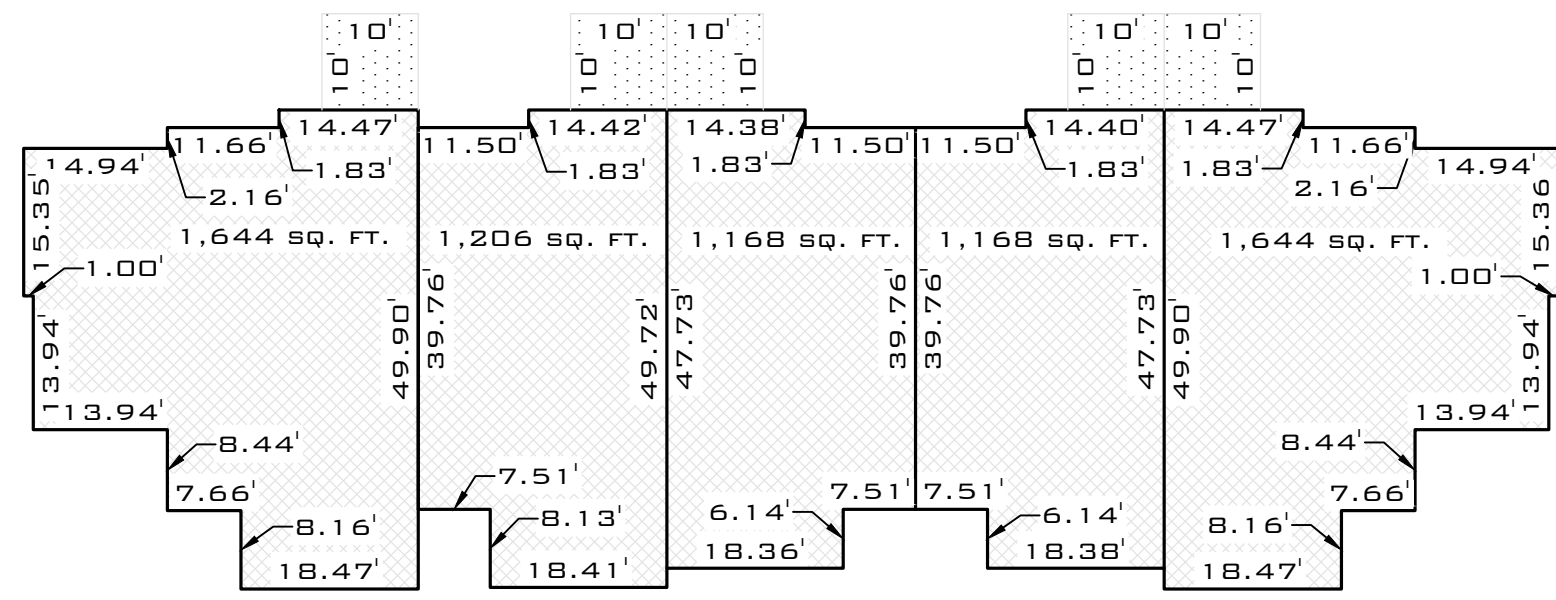 10' 10' 10' 10' 10'
10' 10' 10' 10' 10'
14.47' 14.42' 14.38' 14.40' 14.47'
11.66' 11.50' 11.50' 11.50' 11.66'
14.94' 1.83' 1.83' 1.83' 1.83' 1.83' 14.94'
2.16' 2.16'
15.35' 15.36
1,644 SQ. FT. 1,206 SQ. FT. 1,168 SQ. FT. 1,168 SQ. FT. 1,644 SQ. FT.
1.00' 1.00'
49.90' 39.76' 49.72' 47.73' 39.76' 39.76' 47.73' 49.90'
13.94' 13.94'
13.94' 13.94'
8.44' 8.44'
7.66' 7.51' 7.51' 7.51' 7.66'
8.16' 8.13' 6.14' 6.14' 8.16'
18.47' 18.41' 18.36' 18.38' 18.47'